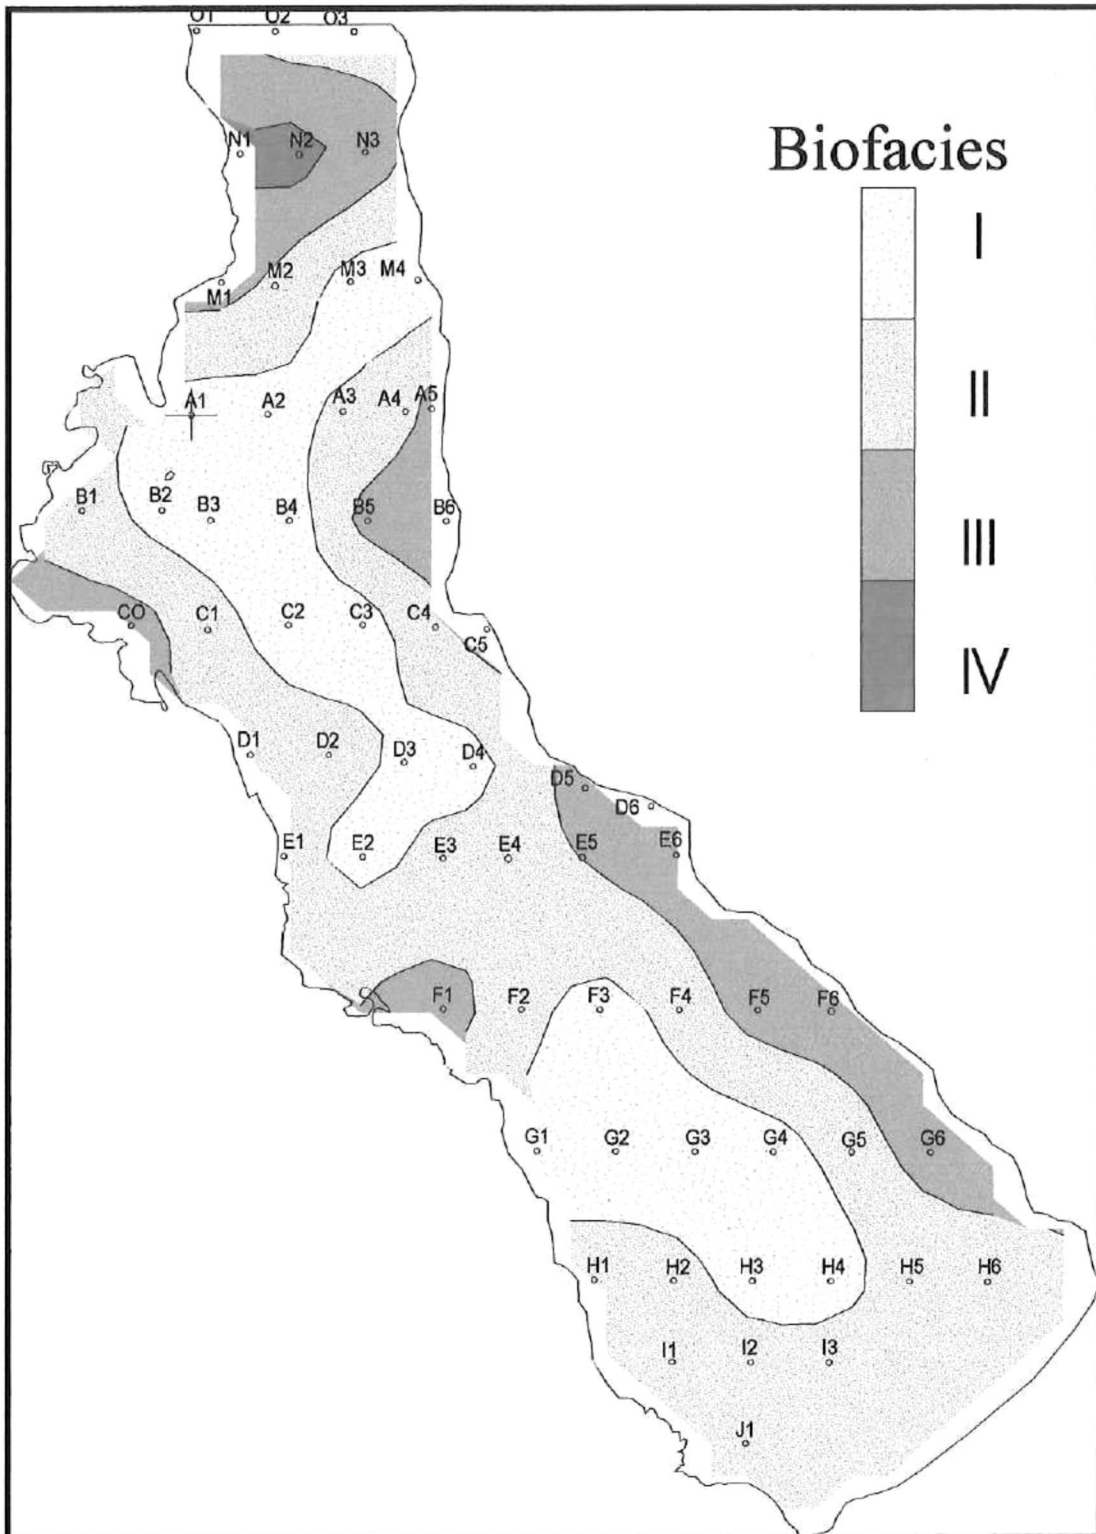 O1 O2 O3
Biofacies
N1 N2 N3
I
M1 M2 M3 M4
II
A1 A2 A3 A4 A5
B1 B2 B3 B4 B5 B6
III
CO C1 C2 C3 C4 C5
IV
D1 D2 D3 D4 D5 D6
E1 E2 E3 E4 E5 E6
F1 F2 F3 F4 F5 F6
G1 G2 G3 G4 G5 G6
H1 H2 H3 H4 H5 H6
I1 I2 I3
J1